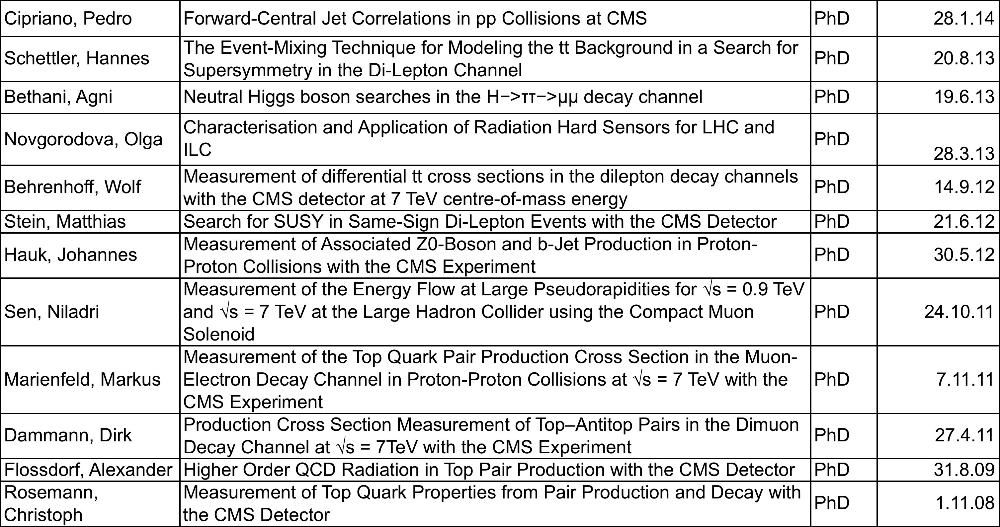 Cipriano, Pedro
Forward-Central Jet Correlations in pp Collisions at CMS
PhD
28.1.14
Schettler, Hannes
The Event-Mixing Technique for Modeling the tt Background in a Search for
Supersymmetry in the Di-Lepton Channel
PhD
20.8.13
Bethani, Agni
Neutral Higgs boson searches in the H−>ττ−>μμ decay channel
PhD
19.6.13
Novgorodova, Olga
Characterisation and Application of Radiation Hard Sensors for LHC and
ILC
PhD
28.3.13
Behrenhoff, Wolf
Measurement of differential tt cross sections in the dilepton decay channels
with the CMS detector at 7 TeV centre-of-mass energy
PhD
14.9.12
Stein, Matthias
Search for SUSY in Same-Sign Di-Lepton Events with the CMS Detector
PhD
21.6.12
Hauk, Johannes
Measurement of Associated Z0-Boson and b-Jet Production in Proton-
Proton Collisions with the CMS Experiment
PhD
30.5.12
Sen, Niladri
Measurement of the Energy Flow at Large Pseudorapidities for √s = 0.9 TeV
and √s = 7 TeV at the Large Hadron Collider using the Compact Muon
Solenoid
PhD
24.10.11
Marienfeld, Markus
Measurement of the Top Quark Pair Production Cross Section in the Muon-
Electron Decay Channel in Proton-Proton Collisions at √s = 7 TeV with the
CMS Experiment
PhD
7.11.11
Dammann, Dirk
Production Cross Section Measurement of Top–Antitop Pairs in the Dimuon
Decay Channel at √s = 7TeV with the CMS Experiment
PhD
27.4.11
Flossdorf, Alexander
Higher Order QCD Radiation in Top Pair Production with the CMS Detector
PhD
31.8.09
Rosemann,
Christoph
Measurement of Top Quark Properties from Pair Production and Decay with
the CMS Detector
PhD
1.11.08